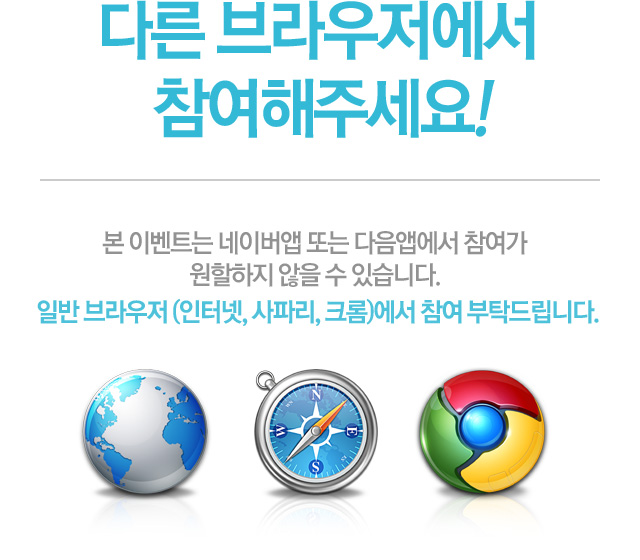 다른 브라우저에서
참여해주세요!
본 이벤트는 네이버앱 또는 다음앱에서 참여가
원할하지 않을 수 있습니다.
일반 브라우저 (인터넷, 사파리, 크롬)에서 참여 부탁드립니다.
N
W E
S